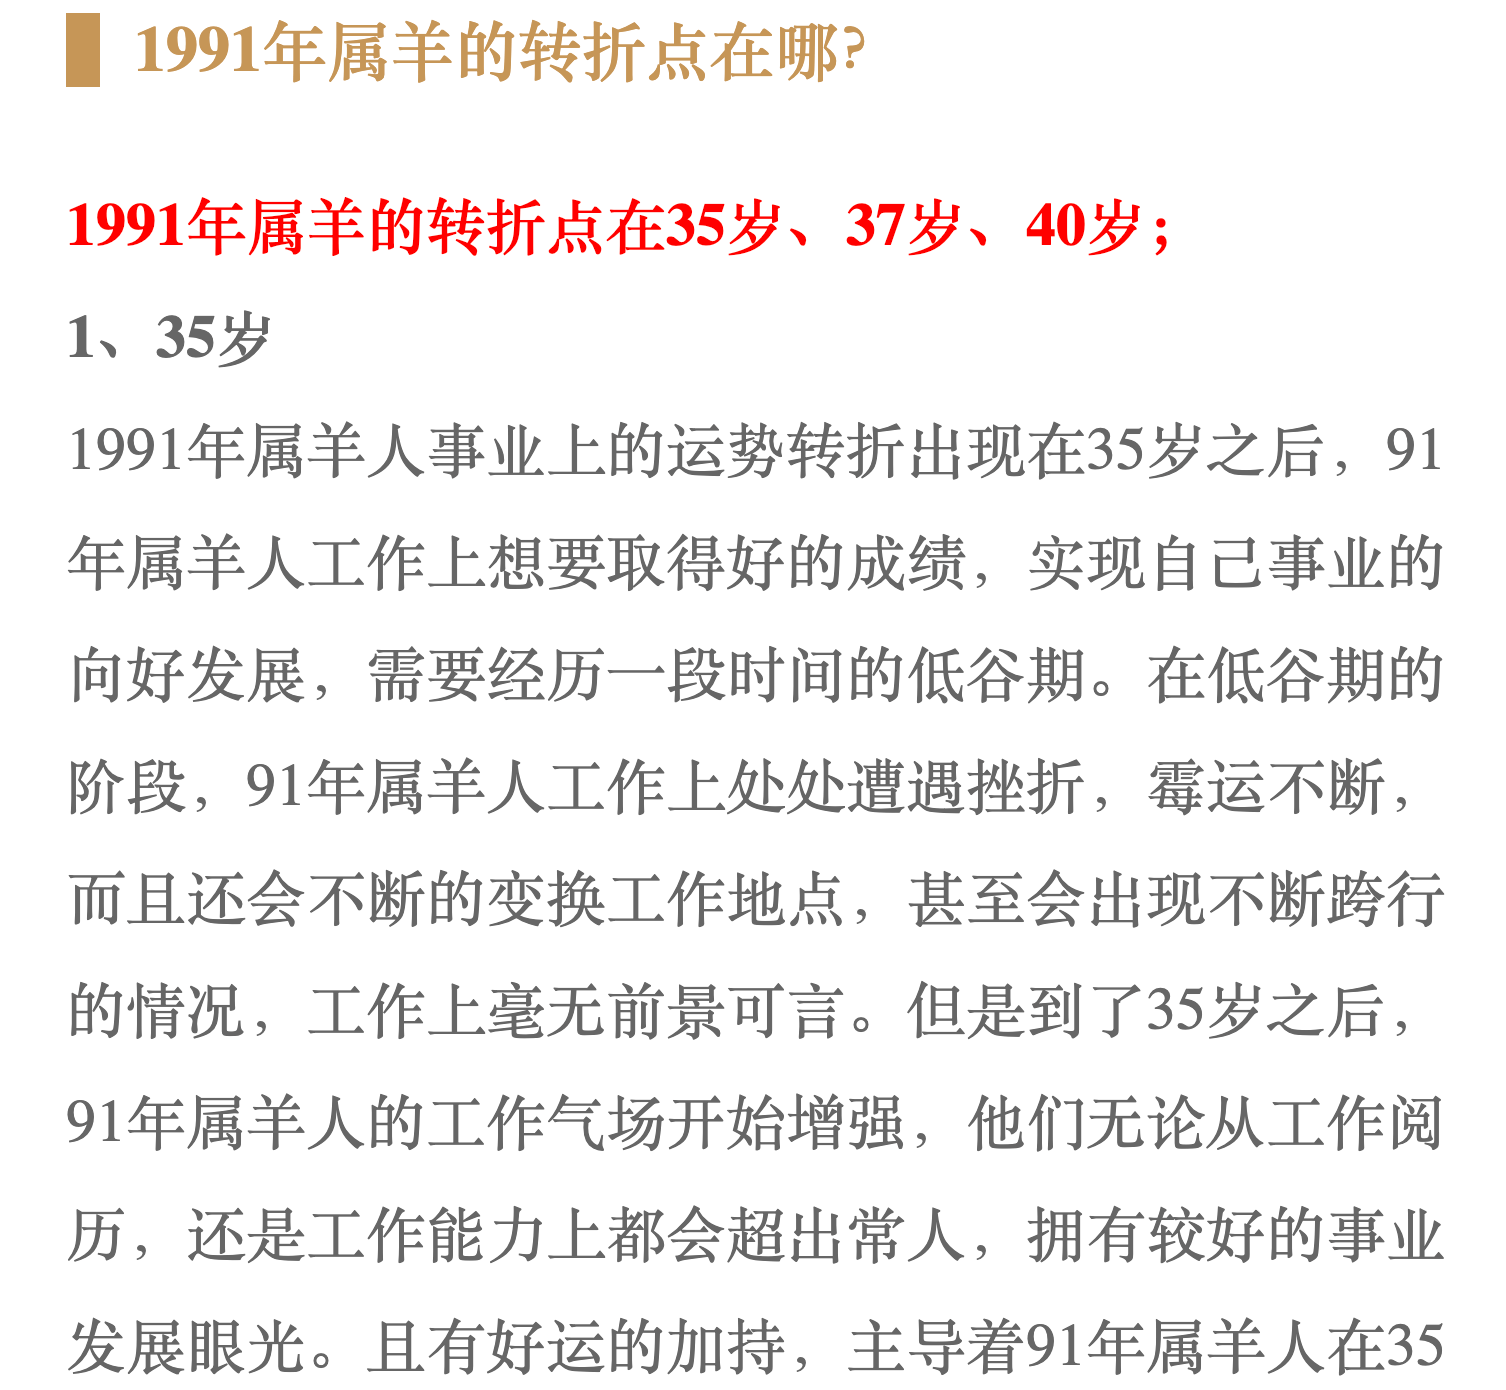 1991年属羊的转折点在哪?
1991年属羊的转折点在35岁、37岁、40岁；
1、35岁
1991年属羊人事业上的运势转折出现在35岁之后，91
年属羊人工作上想要取得好的成绩，实现自己事业的
向好发展，需要经历一段时间的低谷期。在低谷期的
阶段，91年属羊人工作上处处遭遇挫折，霉运不断，
而且还会不断的变换工作地点，甚至会出现不断跨行
的情况，工作上毫无前景可言。但是到了35岁之后，
91年属羊人的工作气场开始增强，他们无论从工作阅
历，还是工作能力上都会超出常人，拥有较好的事业
发展眼光。且有好运的加持，主导着91年属羊人在35